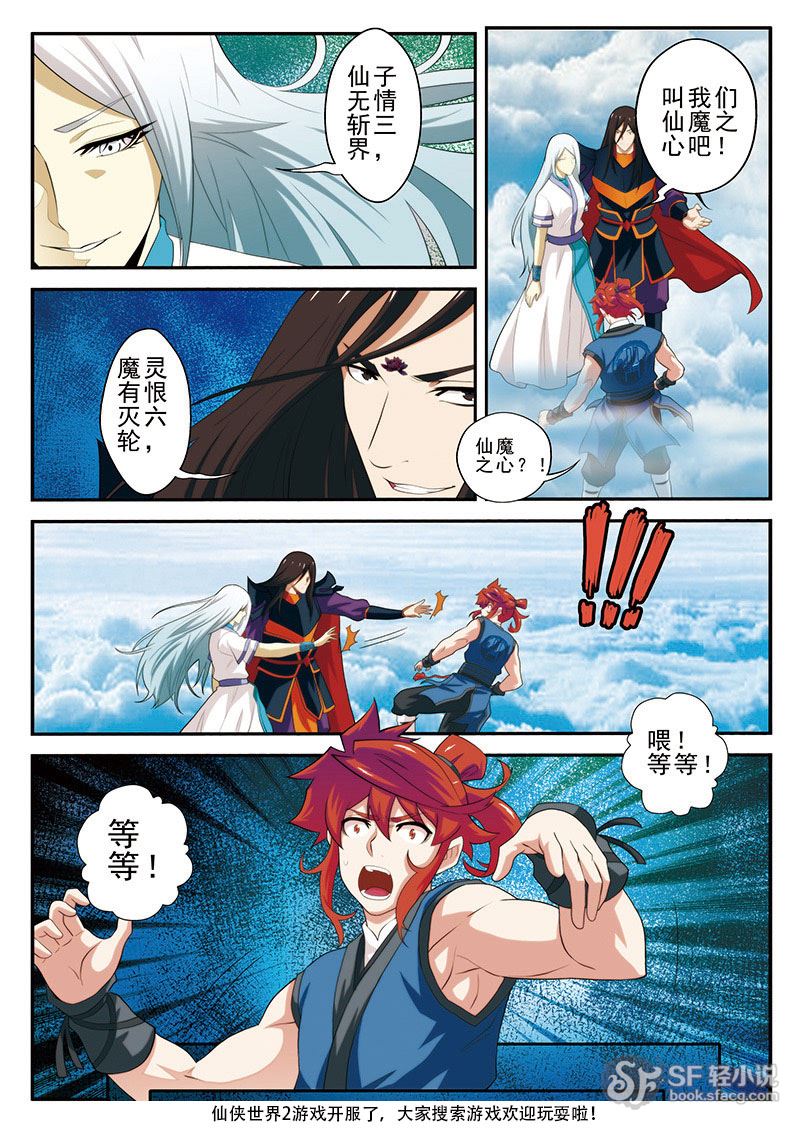 仙子
无情
斩三
界，
魔灵
有恨
灭六
轮，
叫我们
仙魔之
心吧！
仙魔
之心？！
!!!
喂！
等等！
等
等！
SF 轻小说
book.sfacg.com
仙侠世界2游戏开服了，大家搜索游戏欢迎玩耍啦！